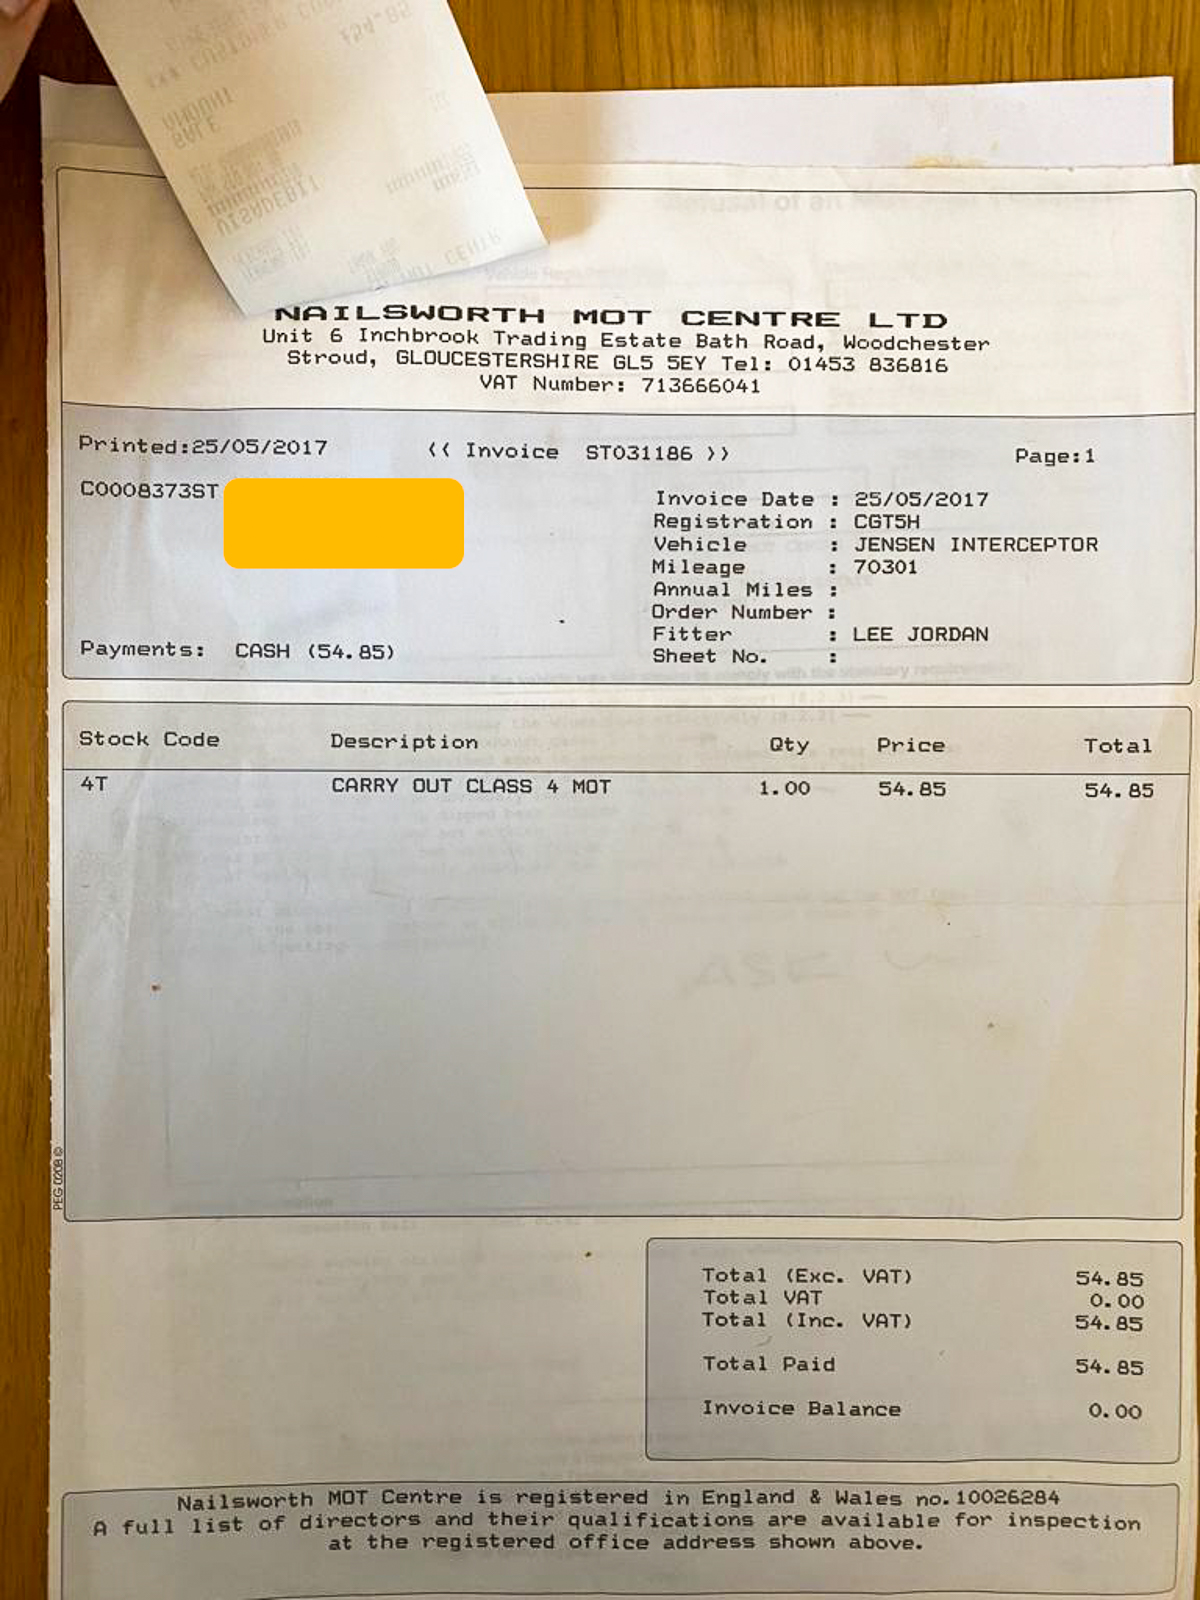 NAILSWORTH MOT CENTRE LTD
Unit 6 Inchbrook Trading Estate Bath Road, Woodchester
Stroud, GLOUCESTERSHIRE GL5 5EY Tel: 01453 836816
VAT Number: 713666041
Printed:25/05/2017 << Invoice ST031186 >> Page:1
C0008373ST
Invoice Date : 25/05/2017
Registration : CGT5H
Vehicle : JENSEN INTERCEPTOR
Mileage : 70301
Annual Miles :
Order Number :
Fitter : LEE JORDAN
Payments: CASH (54.85)
Sheet No. :
Stock Code Description Qty Price Total
4T CARRY OUT CLASS 4 MOT 1.00 54.85 54.85
PEG 0208 ©
Total (Exc. VAT) 54.85
Total VAT 0.00
Total (Inc. VAT) 54.85
Total Paid 54.85
Invoice Balance 0.00
Nailsworth MOT Centre is registered in England & Wales no.10026284
A full list of directors and their qualifications are available for inspection
at the registered office address shown above.
VISADEBIT
SALE
AMOUNT
£54.85